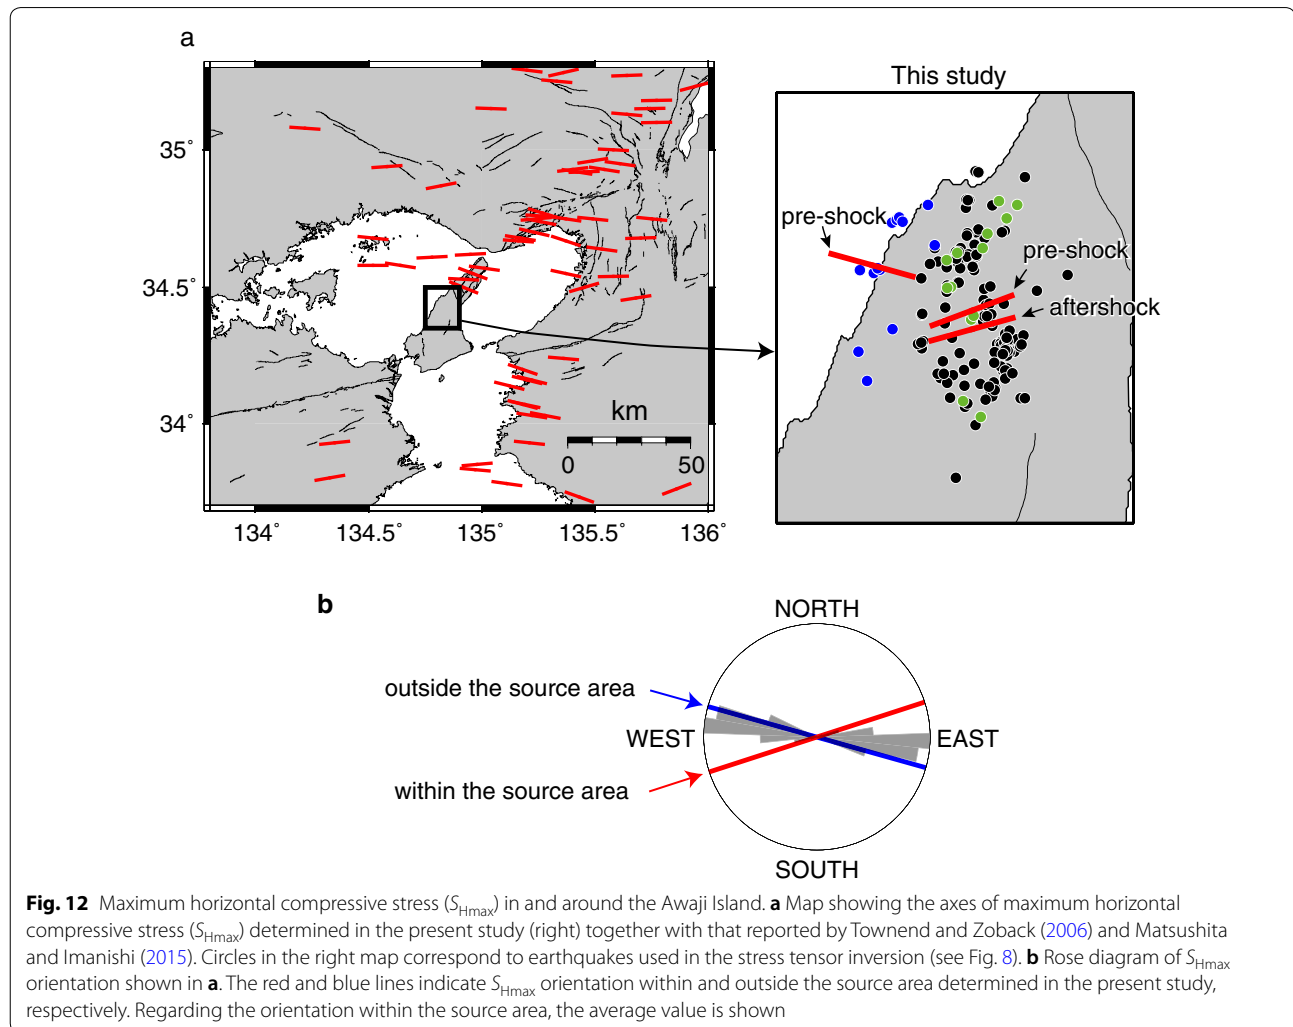 a
This study
35˚
34.5˚
34˚
km
0 50
134˚ 134.5˚ 135˚ 135.5˚ 136˚
pre-shock
pre-shock
aftershock
b
NORTH
outside the source area
WEST EAST
within the source area
SOUTH
Fig. 12 Maximum horizontal compressive stress (SHmax) in and around the Awaji Island. a Map showing the axes of maximum horizontal
compressive stress (SHmax) determined in the present study (right) together with that reported by Townend and Zoback (2006) and Matsushita
and Imanishi (2015). Circles in the right map correspond to earthquakes used in the stress tensor inversion (see Fig. 8). b Rose diagram of SHmax
orientation shown in a. The red and blue lines indicate SHmax orientation within and outside the source area determined in the present study,
respectively. Regarding the orientation within the source area, the average value is shown